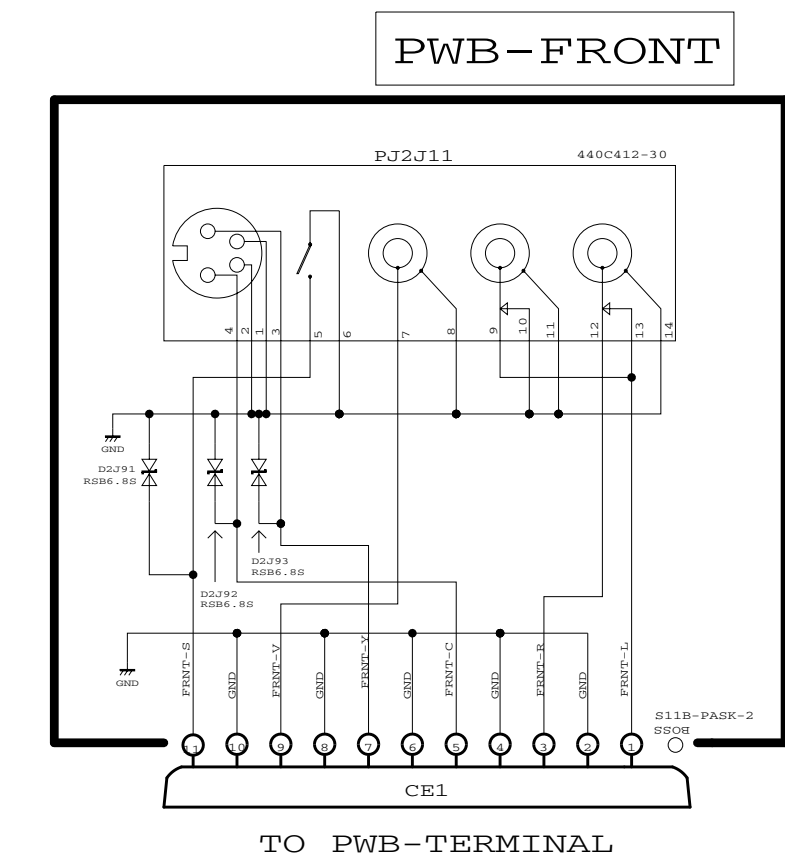 PWB-FRONT
PJ2J11
440C412-30
4
2
1
3
5
6
7
8
9
10
11
12
13
14
GND
D2J91
RSB6.8S
D2J93
RSB6.8S
D2J92
RSB6.8S
GND
FRNT-S
GND
FRNT-V
GND
FRNT-Y
GND
FRNT-C
GND
FRNT-R
GND
FRNT-L
S11B-PASK-2
BOSS
11
10
9
8
7
6
5
4
3
2
1
CE1
TO PWB-TERMINAL